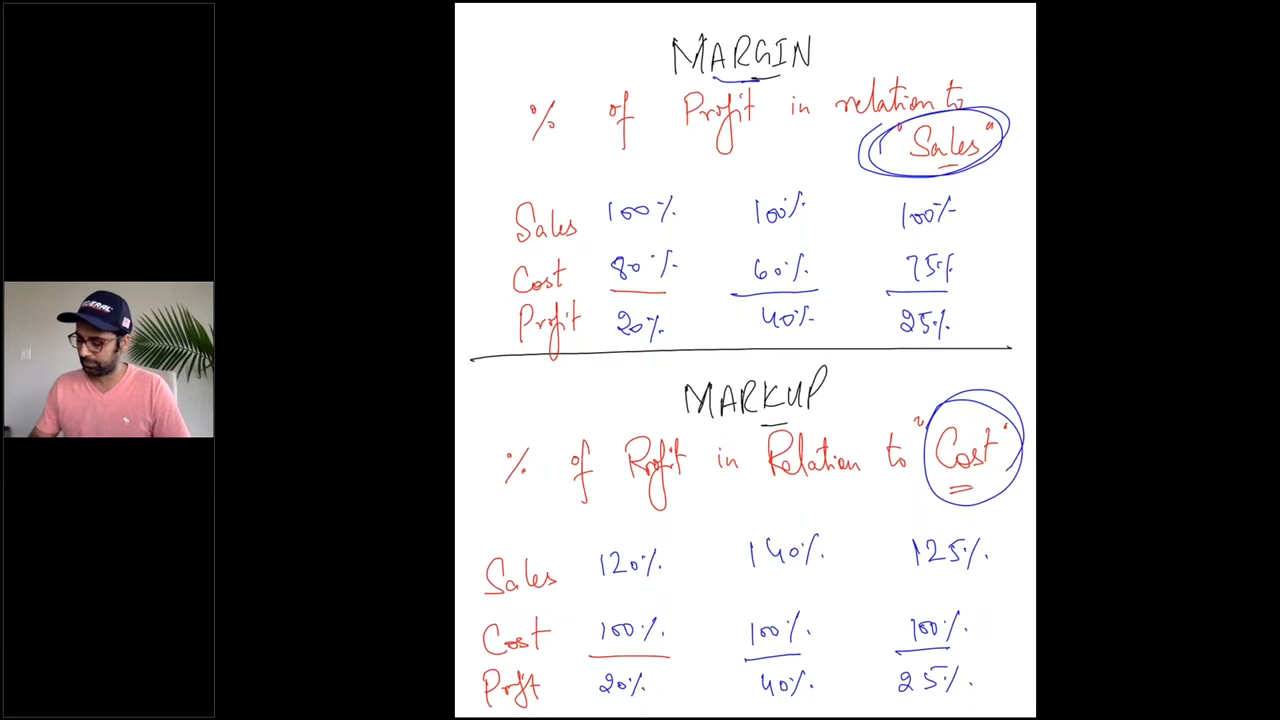 MARGIN
% of Profit in relation to
"Sales"
Sales 100% 100% 100%
Cost 80% 60% 75%
Profit 20% 40% 25%
MARKUP
% of Profit in Relation to "Cost"
Sales 120% 140% 125%
Cost 100% 100% 100%
Profit 20% 40% 25%